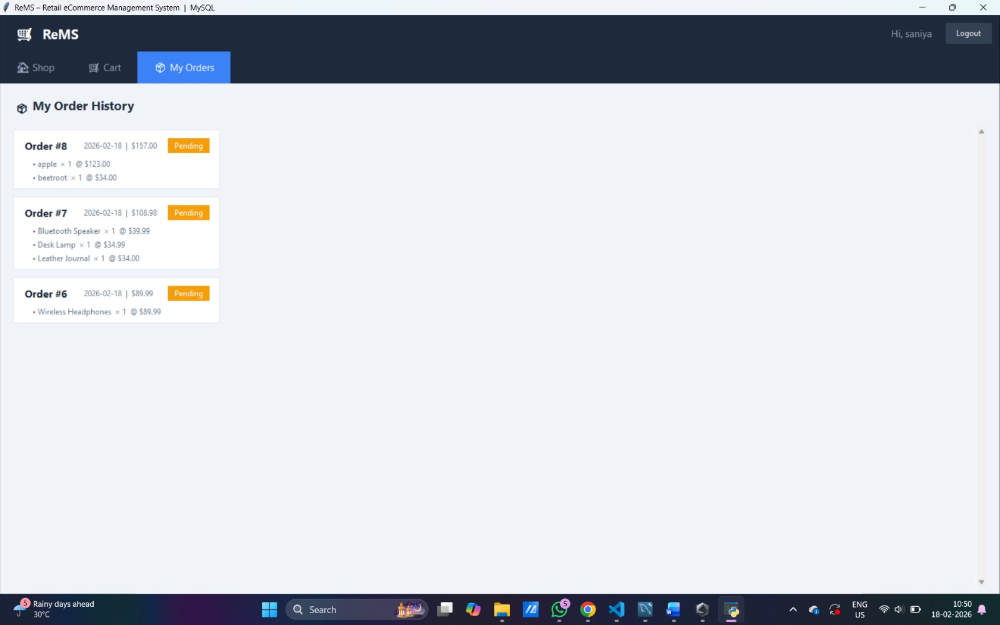 ReMS – Retail eCommerce Management System | MySQL
ReMS
Hi, saniya
Logout
Shop
Cart
My Orders
My Order History
Order #8 2026-02-18 | $157.00 Pending
• apple × 1 @ $123.00
• beetroot × 1 @ $34.00
Order #7 2026-02-18 | $108.98 Pending
• Bluetooth Speaker × 1 @ $39.99
• Desk Lamp × 1 @ $34.99
• Leather Journal × 1 @ $34.00
Order #6 2026-02-18 | $89.99 Pending
• Wireless Headphones × 1 @ $89.99
5
Rainy days ahead
30°C
Search
5
ENG
US
10:50
18-02-2026